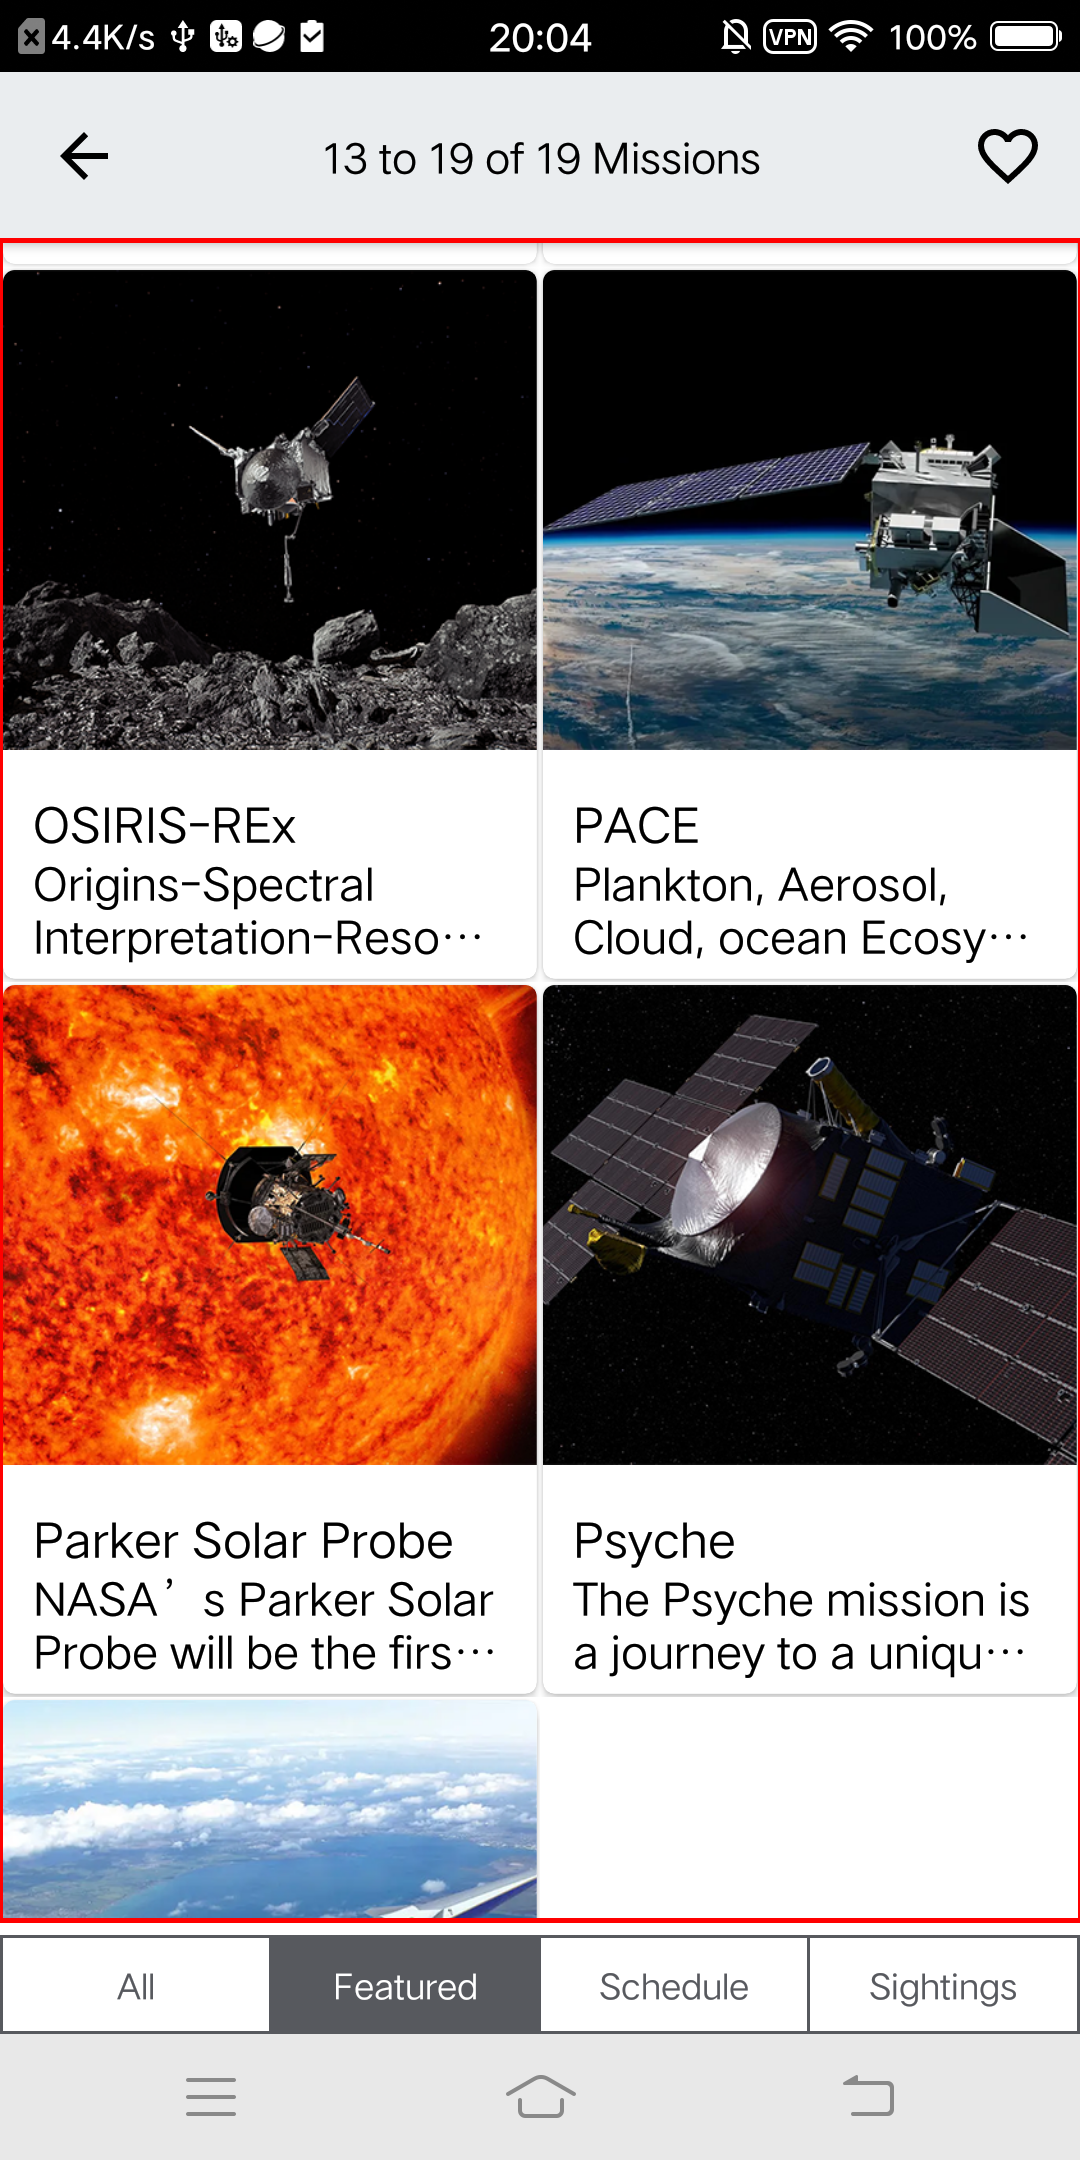 4.4K/s
20:04
VPN
100%
13 to 19 of 19 Missions
OSIRIS-REx
Origins-Spectral
Interpretation-Reso…
PACE
Plankton, Aerosol,
Cloud, ocean Ecosy…
Parker Solar Probe
NASA’s Parker Solar
Probe will be the firs…
Psyche
The Psyche mission is
a journey to a uniqu…
All
Featured
Schedule
Sightings